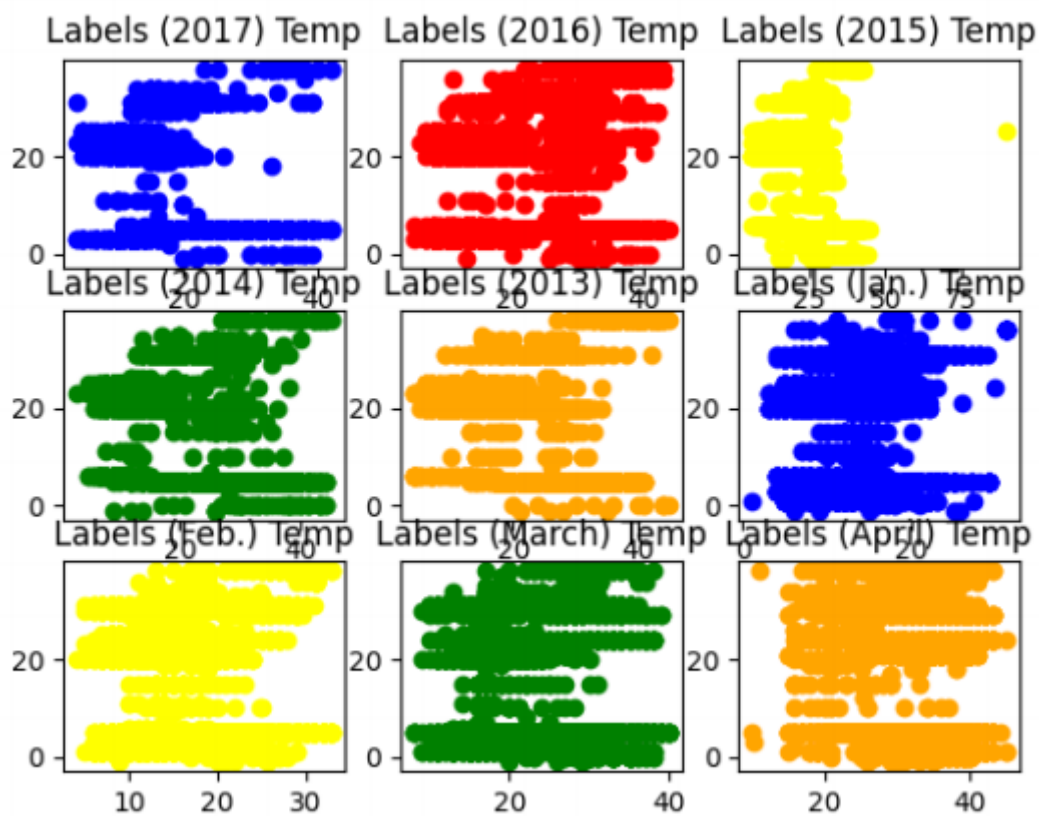 Labels (2017) Temp Labels (2016) Temp Labels (2015) Temp
20 20 20
0 0 0
20 40 20 40 25 50 75
Labels (2014) Temp Labels (2013) Temp Labels (Jan.) Temp
20 20 20
0 0 0
20 40 20 40 0 20
Labels (Feb.) Temp Labels (March) Temp Labels (April) Temp
20 20 20
0 0 0
10 20 30 20 40 20 40